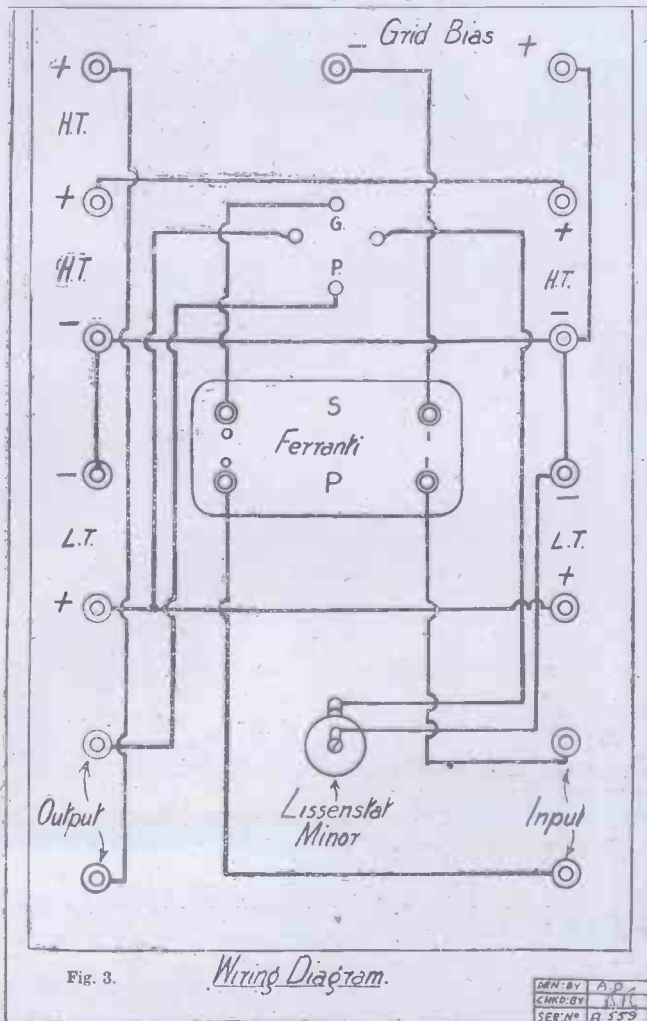 - Grid Bias +
+
H.T.
+
G.
+
H.T.
P.
H.T.
-
-
S
Ferranti
P
-
-
L.T.
L.T.
+
+
Output
Lissenstat
Minor
Input
Fig. 3.
Wiring Diagram.
DRN: BY A.P.
CHKD: BY
SER: No A 559